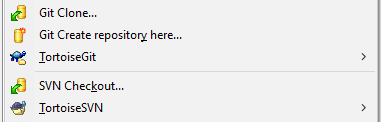 Git Clone...
Git Create repository here...
TortoiseGit
SVN Checkout...
TortoiseSVN